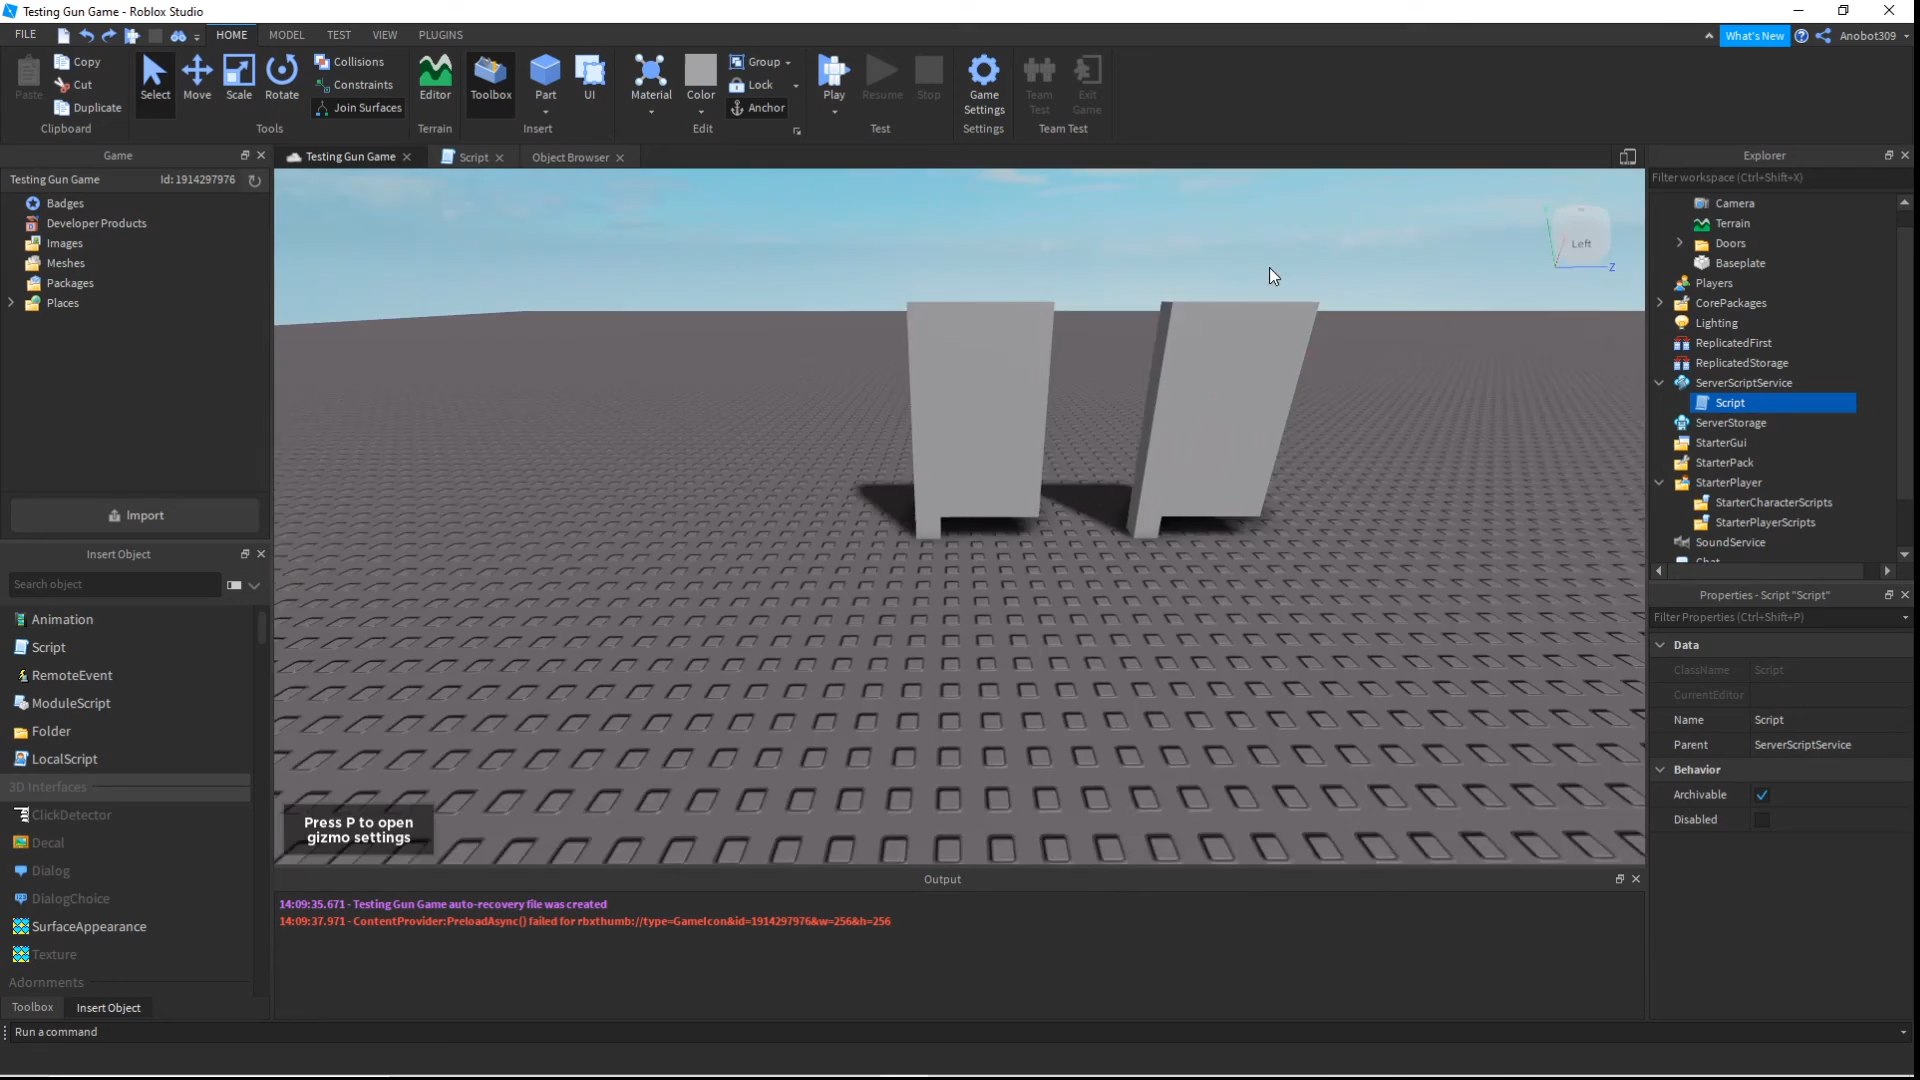 Testing Gun Game - Roblox Studio
FILE
HOME
MODEL
TEST
VIEW
PLUGINS
What's New
Anobot309
Paste
Copy
Cut
Duplicate
Clipboard
Select
Move
Scale
Rotate
Collisions
Constraints
Join Surfaces
Tools
Editor
Terrain
Toolbox
Part
UI
Insert
Material
Color
Group
Lock
Anchor
Edit
Play
Resume
Stop
Test
Game
Settings
Settings
Team
Test
Exit
Game
Team Test
Game
Testing Gun Game
Id: 1914297976
Badges
Developer Products
Images
Meshes
Packages
Places
Import
Insert Object
Search object
Animation
Script
RemoteEvent
ModuleScript
Folder
LocalScript
3D Interfaces
ClickDetector
Decal
Dialog
DialogChoice
SurfaceAppearance
Texture
Adornments
Toolbox
Insert Object
Run a command
Testing Gun Game
Script
Object Browser
Left
Z
Press P to open
gizmo settings
Output
14:09:35.671 - Testing Gun Game auto-recovery file was created
14:09:37.971 - ContentProvider:PreloadAsync() failed for rbxthumb://type=GameIcon&id=1914297976&w=256&h=256
Explorer
Filter workspace (Ctrl+Shift+X)
Camera
Terrain
Doors
Baseplate
Players
CorePackages
Lighting
ReplicatedFirst
ReplicatedStorage
ServerScriptService
Script
ServerStorage
StarterGui
StarterPack
StarterPlayer
StarterCharacterScripts
StarterPlayerScripts
SoundService
Chat
Properties - Script "Script"
Filter Properties (Ctrl+Shift+P)
Data
ClassName Script
CurrentEditor
Name Script
Parent ServerScriptService
Behavior
Archivable
Disabled